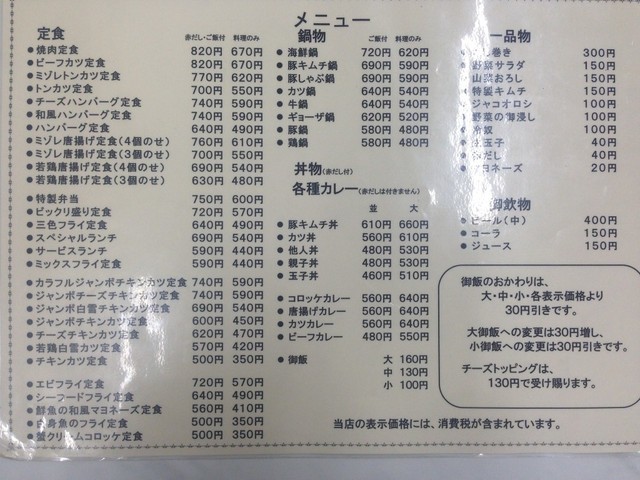 メニュー
定食 赤だし・ご飯付 料理のみ
●焼肉定食 820円 670円
●ビーフカツ定食 820円 670円
●ミゾレトンカツ定食 770円 620円
●トンカツ定食 700円 550円
●チーズハンバーグ定食 740円 590円
●和風ハンバーグ定食 740円 590円
●ハンバーグ定食 640円 490円
●ミゾレ唐揚げ定食(4個のせ) 760円 610円
●ミゾレ唐揚げ定食(3個のせ) 700円 550円
●若鶏唐揚げ定食(4個のせ) 690円 540円
●若鶏唐揚げ定食(3個のせ) 630円 480円
●特製弁当 750円 600円
●ビックリ盛り定食 720円 570円
●三色フライ定食 640円 490円
●スペシャルランチ 690円 540円
●サービスランチ 590円 440円
●ミックスフライ定食 590円 440円
●カラフルジャンボチキンカツ定食 740円 590円
●ジャンボチーズチキンカツ定食 740円 590円
●ジャンボ白雪チキンカツ定食 690円 540円
●ジャンボチキンカツ定食 600円 450円
●チーズチキンカツ定食 620円 470円
●若鶏白雪カツ定食 570円 420円
●チキンカツ定食 500円 350円
●エビフライ定食 720円 570円
●シーフードフライ定食 640円 490円
●鮮魚の和風マヨネーズ定食 560円 410円
●白身魚のフライ定食 500円 350円
●蟹クリームコロッケ定食 500円 350円
鍋物 赤だし・ご飯付 料理のみ
●海鮮鍋 720円 620円
●豚キムチ鍋 690円 590円
●豚しゃぶ鍋 690円 590円
●カツ鍋 640円 540円
●牛鍋 640円 540円
●ギョーザ鍋 620円 520円
●豚鍋 580円 480円
●鶏鍋 580円 480円
丼物(赤だし付)
各種カレー(赤だしは付きません)
並 大
●豚キムチ丼 610円 660円
●カツ丼 560円 610円
●他人丼 480円 530円
●親子丼 480円 530円
●玉子丼 460円 510円
●コロッケカレー 560円 640円
●唐揚げカレー 560円 640円
●カツカレー 560円 640円
●ビーフカレー 480円 550円
●御飯 大 160円
中 130円
小 100円
一品物
だし巻き 300円
野菜サラダ 150円
山菜おろし 150円
特製キムチ 150円
●ジャコオロシ 100円
●野菜の御浸し 100円
冷奴 100円
生玉子 40円
赤だし 40円
マヨネーズ 20円
御飲物
ビール(中) 400円
●コーラ 150円
●ジュース 150円
御飯のおかわりは、
大・中・小・各表示価格より
30円引きです。
大御飯への変更は30円増し、
小御飯への変更は30円引きです。
チーズトッピングは、
130円で受け賜ります。
当店の表示価格には、消費税が含まれています。